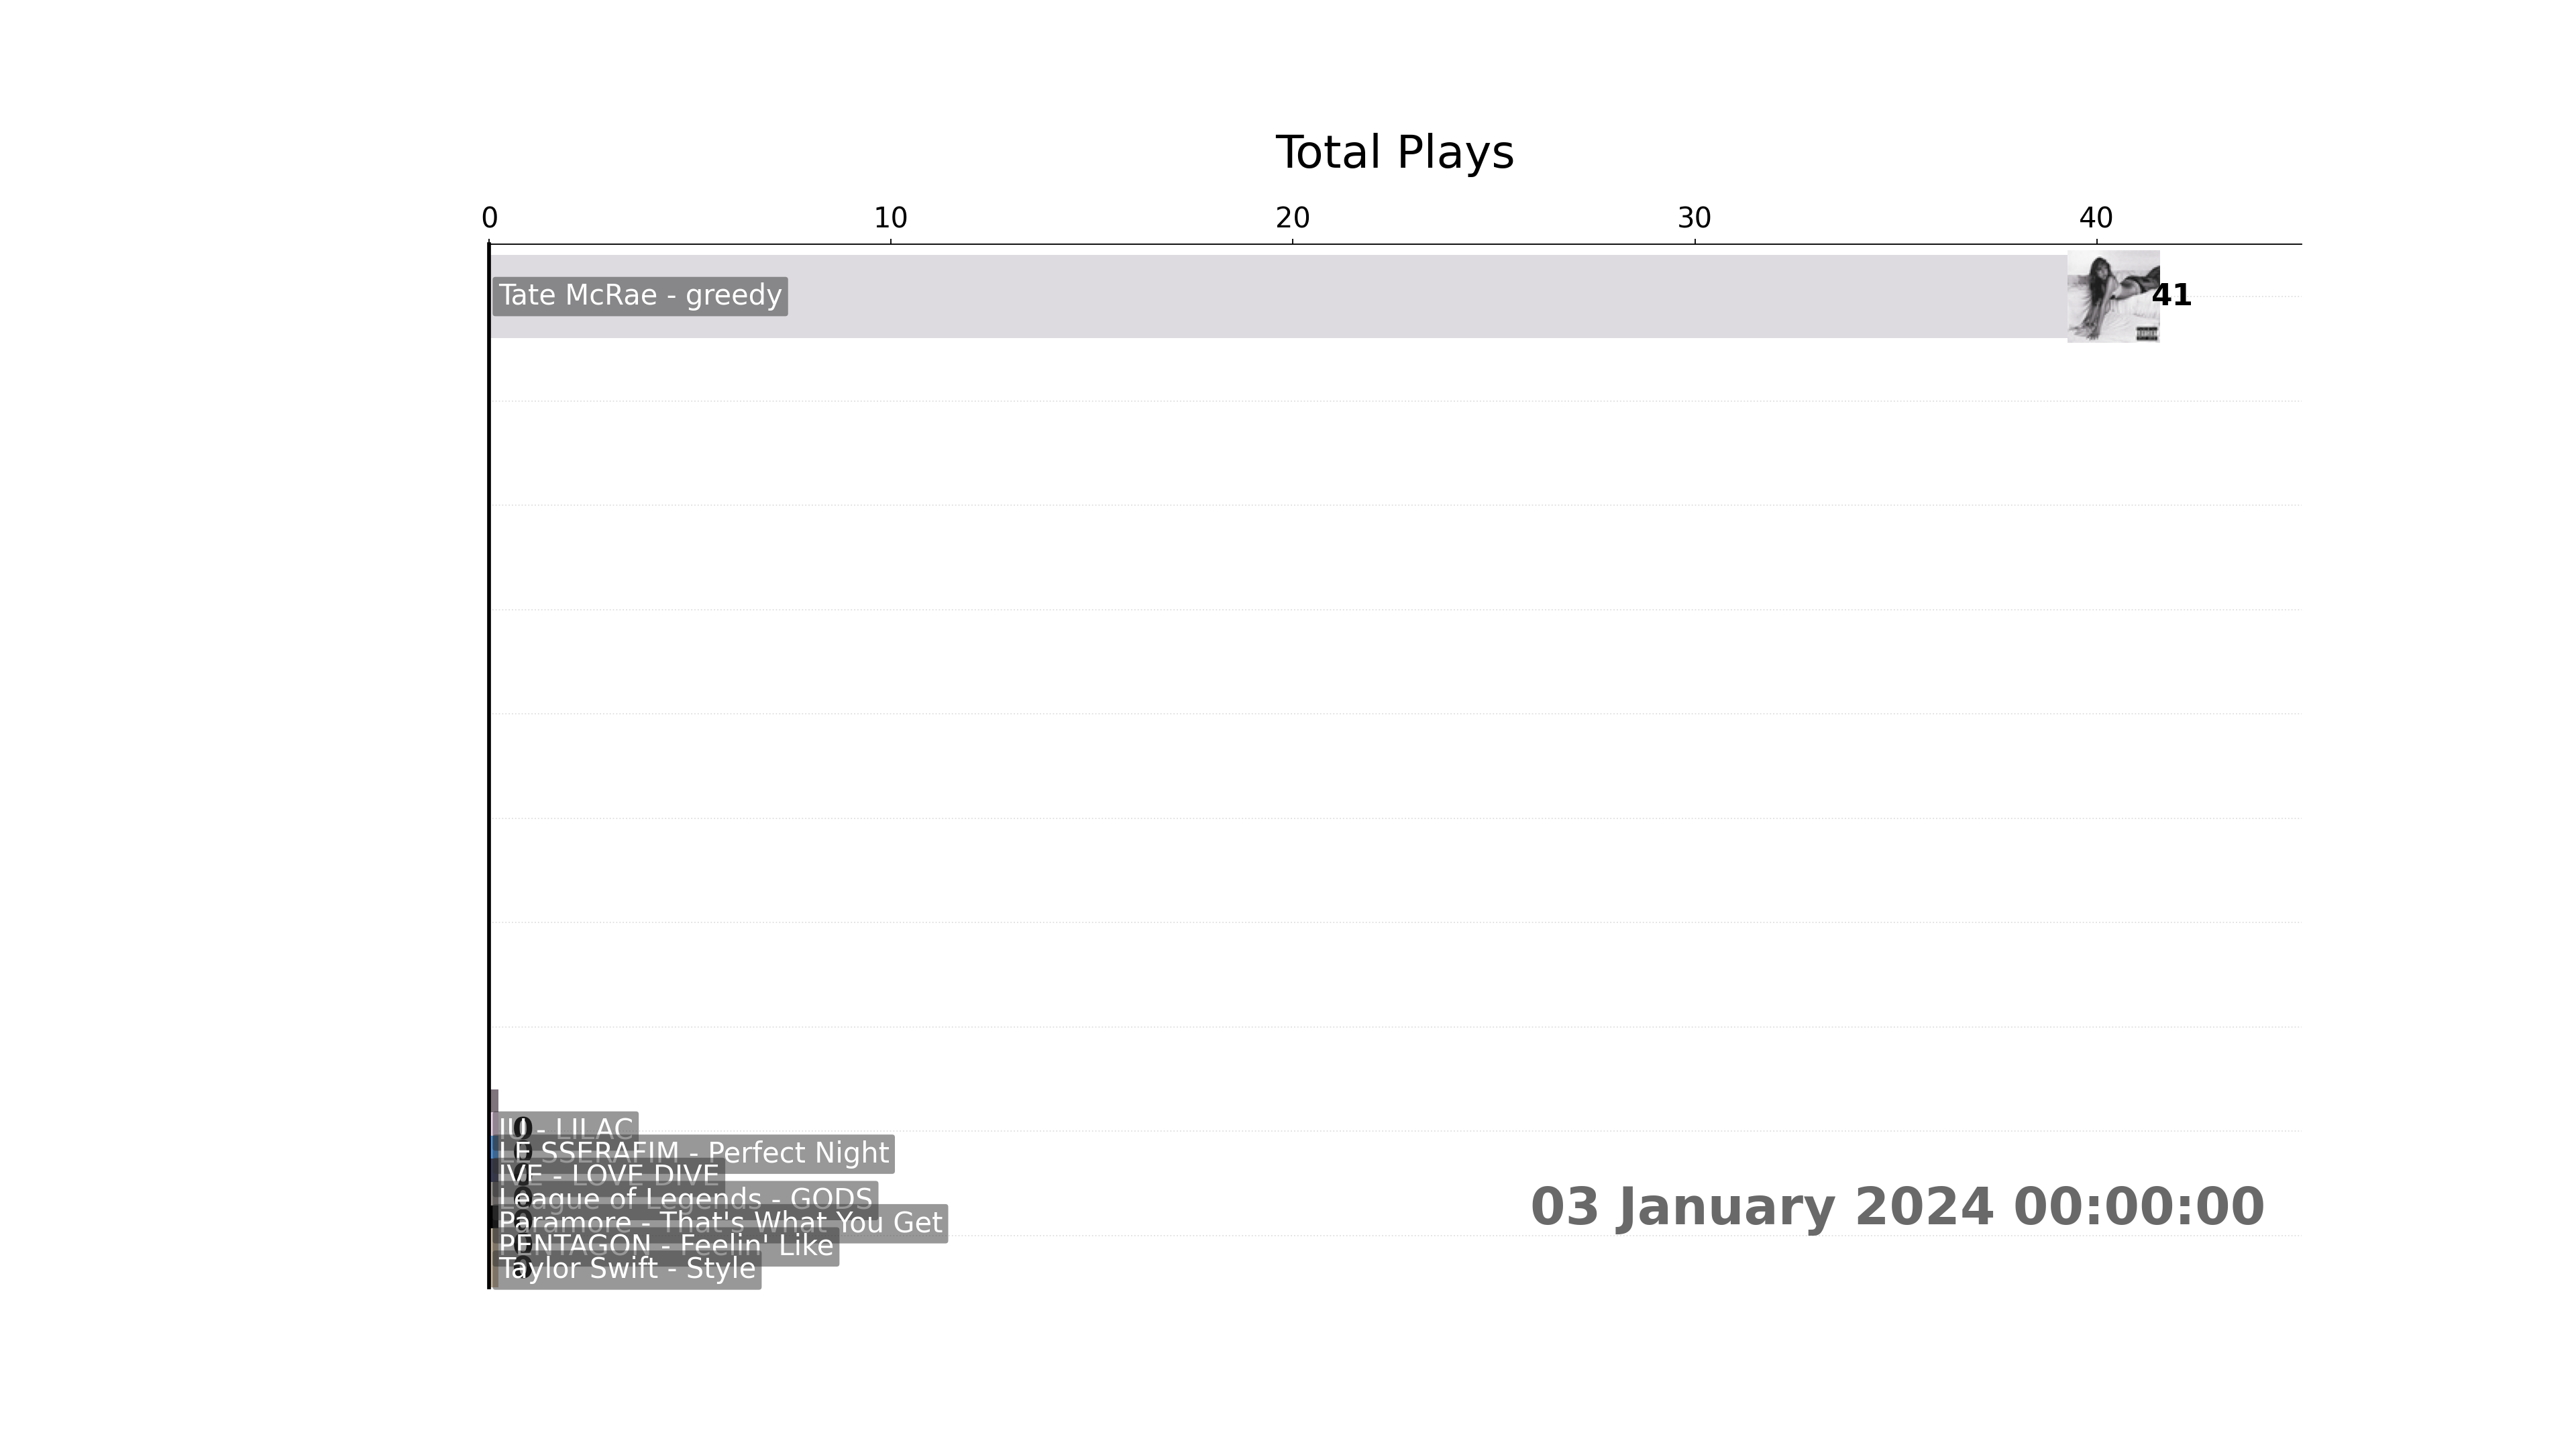 Total Plays
0 10 20 30 40
Tate McRae - greedy 41
IU - LILAC 0
LE SSERAFIM - Perfect Night
IVE - LOVE DIVE
League of Legends - GODS
Paramore - That's What You Get
PENTAGON - Feelin' Like
Taylor Swift - Style
03 January 2024 00:00:00